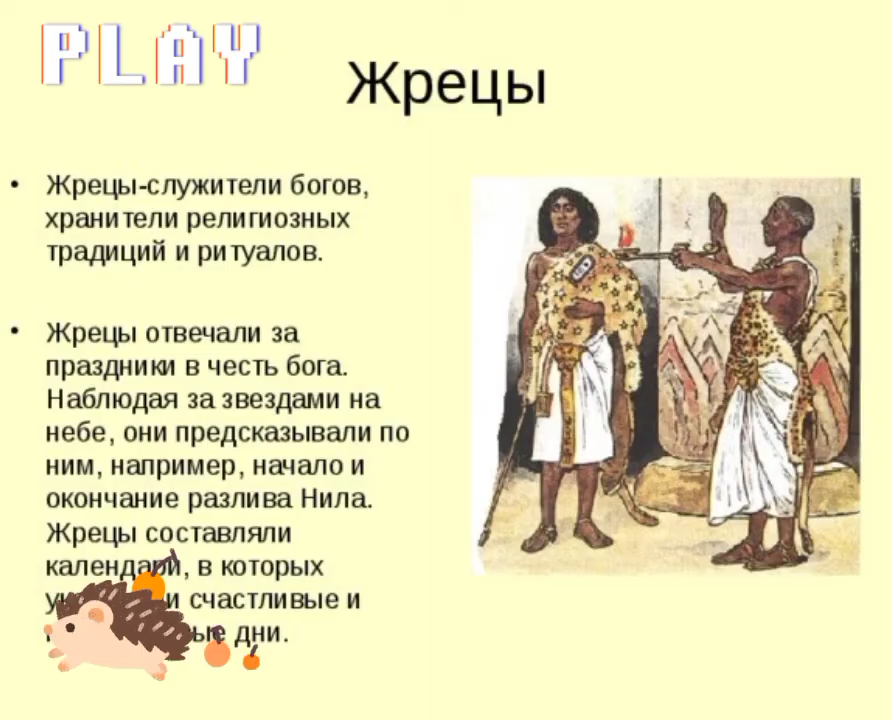 PLAY
Жрецы
• Жрецы-служители богов,
хранители религиозных
традиций и ритуалов.
• Жрецы отвечали за
праздники в честь бога.
Наблюдая за звездами на
небе, они предсказывали по
ним, например, начало и
окончание разлива Нила.
Жрецы составляли
календари, в которых
и счастливые и
дни.